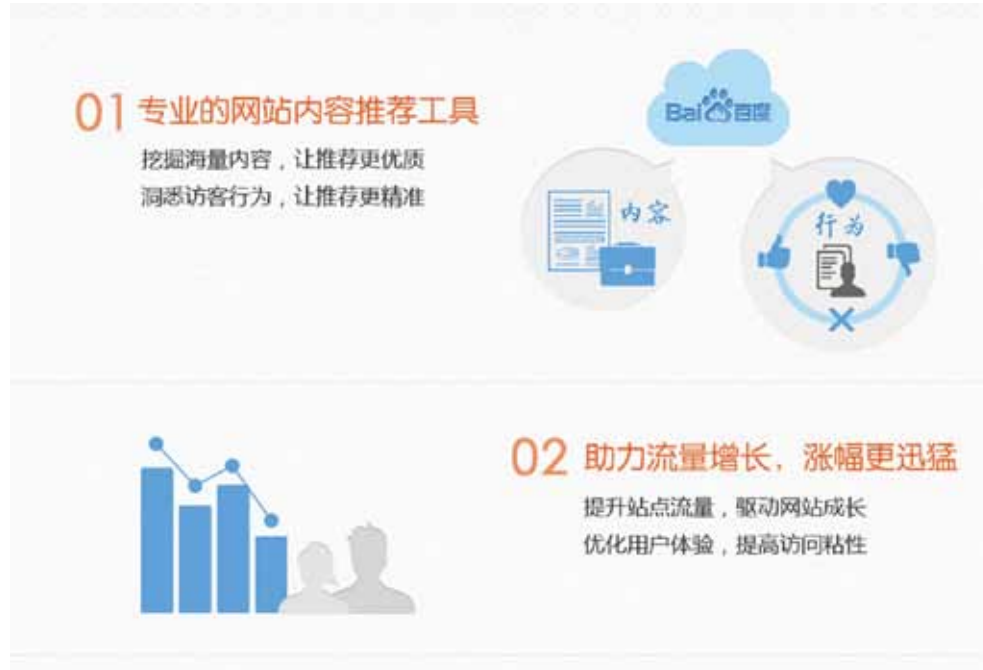 01 专业的网站内容推荐工具
挖掘海量内容，让推荐更优质
洞悉访客行为，让推荐更精准
Bai百度
内容
行为
02 助力流量增长，涨幅更迅猛
提升站点流量，驱动网站成长
优化用户体验，提高访问粘性